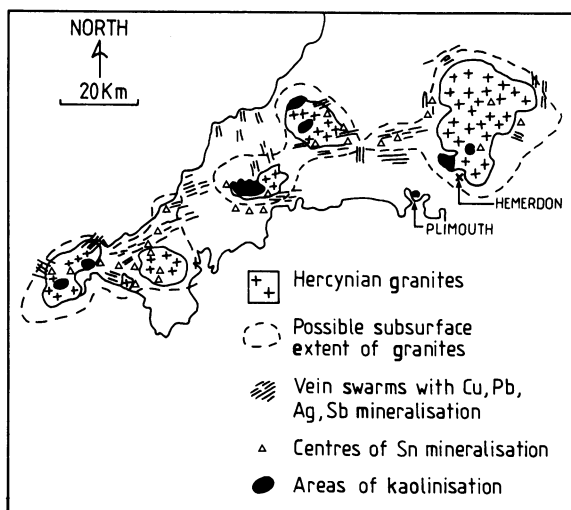 NORTH
20Km
HEMERDON
PLIMOUTH
Hercynian granites
Possible subsurface
extent of granites
Vein swarms with Cu,Pb,
Ag,Sb mineralisation
Centres of Sn mineralisation
Areas of kaolinisation